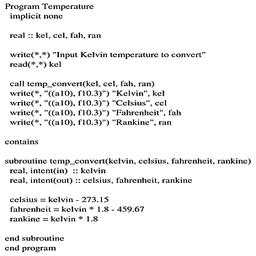 Program Temperature
implicit none
real :: kel, cel, fah, ran
write(*,*) "Input Kelvin temperature to convert"
read(*,*) kel
call temp_convert(kel, cel, fah, ran)
write(*, "((a10), f10.3)") "Kelvin", kel
write(*, "((a10), f10.3)") "Celsius", cel
write(*, "((a10), f10.3)") "Fahrenheit", fah
write(*, "((a10), f10.3)") "Rankine", ran
contains
subroutine temp_convert(kelvin, celsius, fahrenheit, rankine)
real, intent(in) :: kelvin
real, intent(out) :: celsius, fahrenheit, rankine
celsius = kelvin - 273.15
fahrenheit = kelvin * 1.8 - 459.67
rankine = kelvin * 1.8
end subroutine
end program